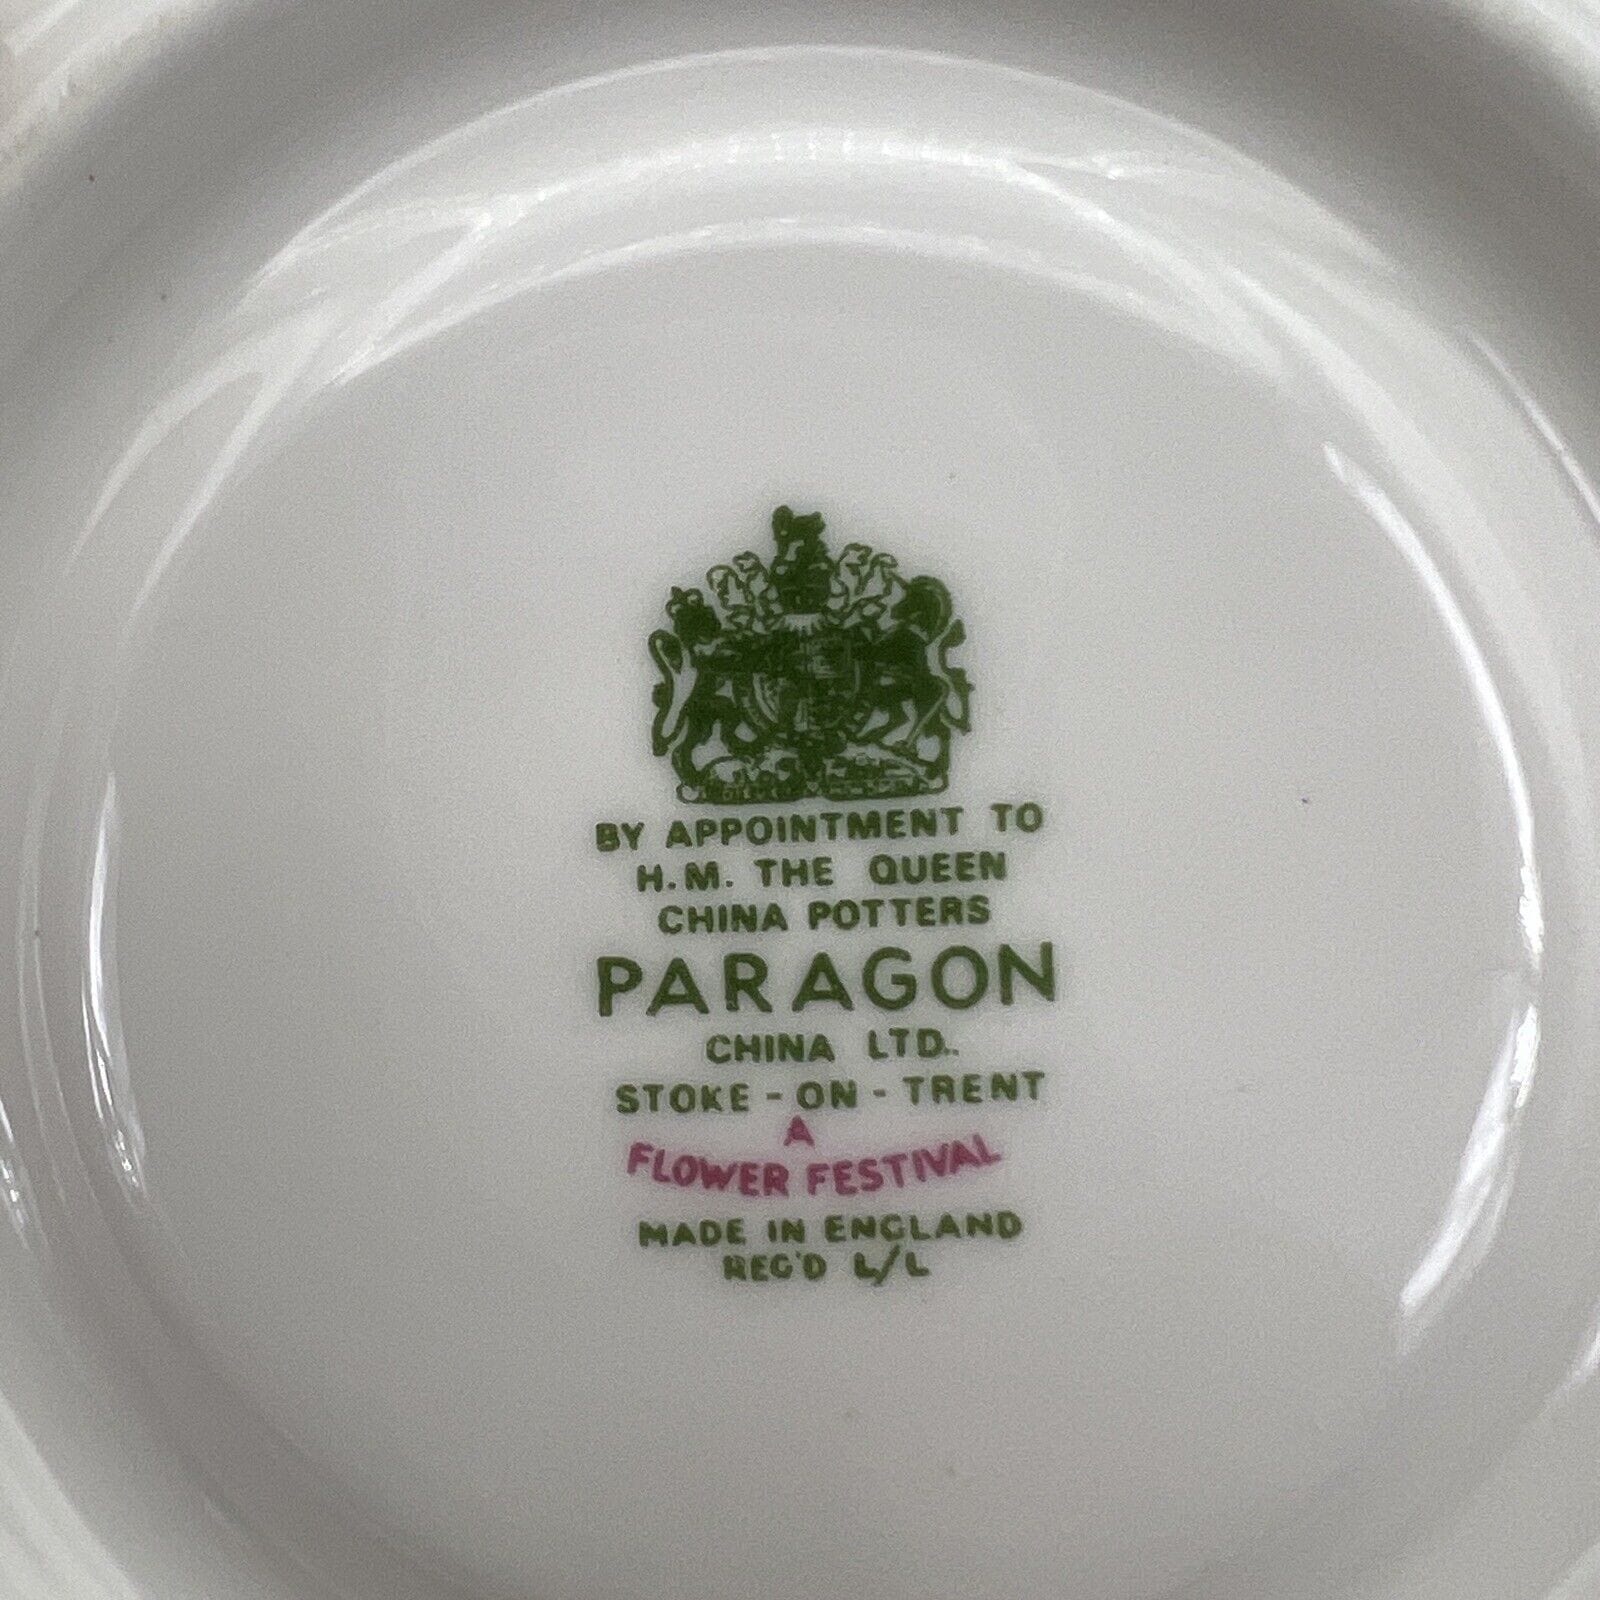 BY APPOINTMENT TO
H.M. THE QUEEN
CHINA POTTERS
PARAGON
CHINA LTD.
STOKE-ON-TRENT
A
FLOWER FESTIVAL
MADE IN ENGLAND
REG'D L/L